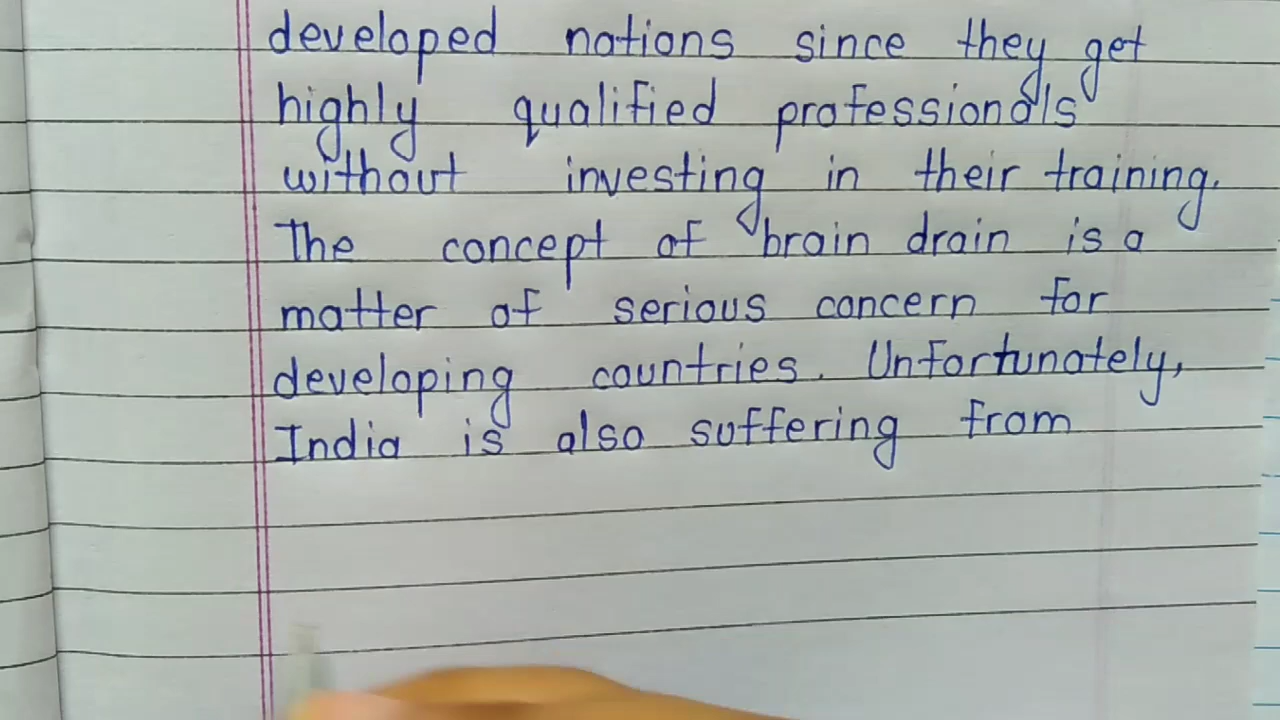 developed nations since they get
highly qualified professionals
without investing in their training.
The concept of brain drain is a
matter of serious concern for
developing countries. Unfortunately,
India is also suffering from